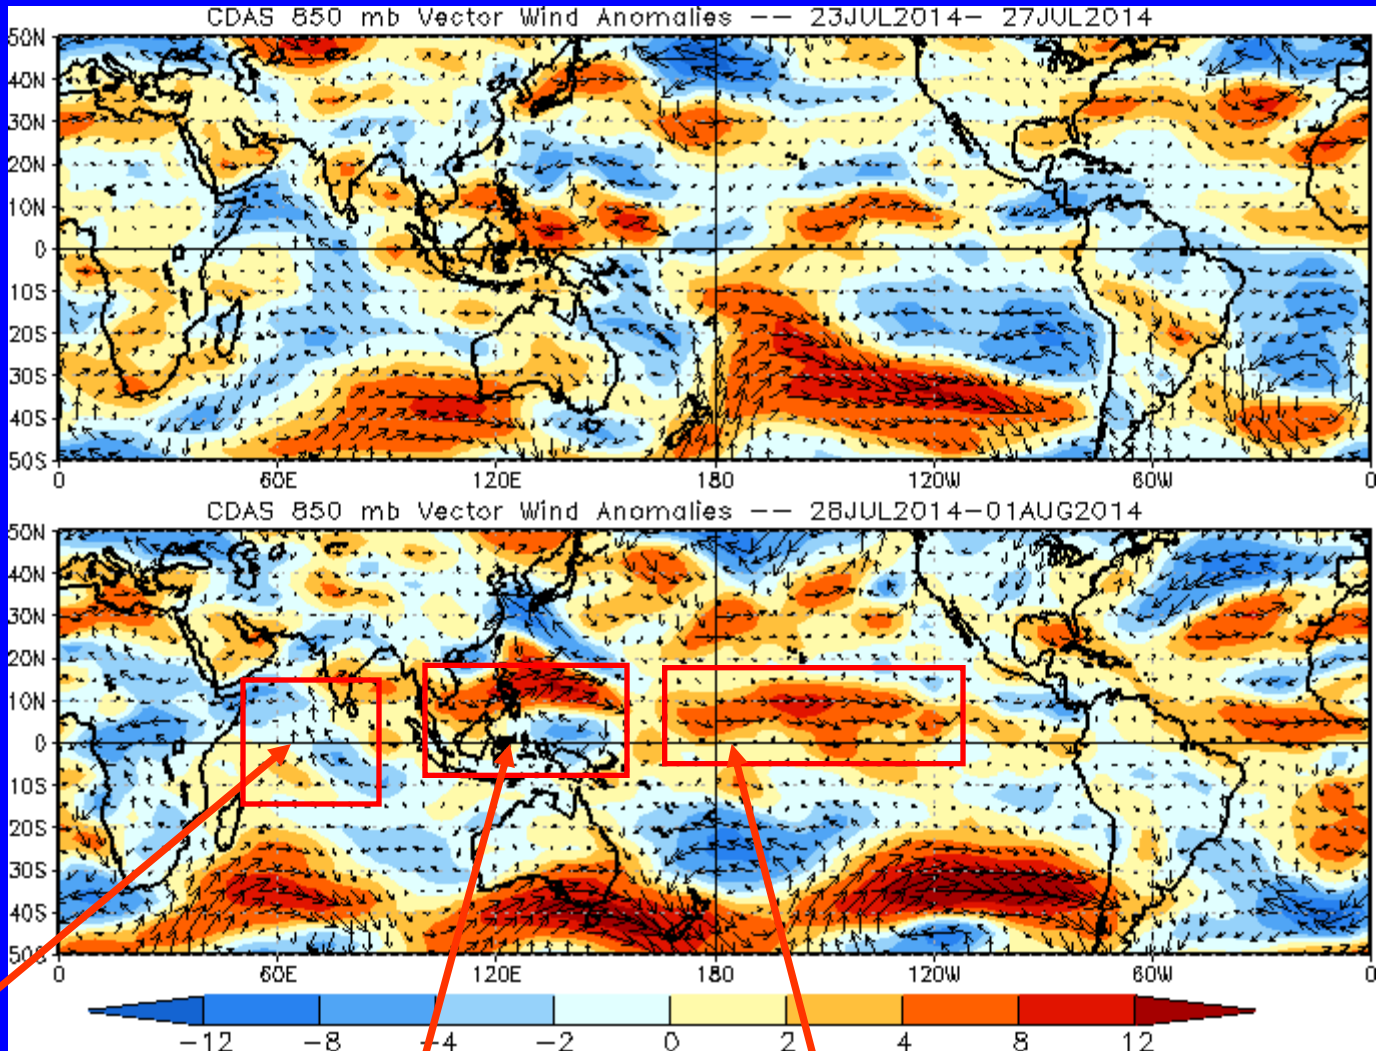 CDAS 850 mb Vector Wind Anomalies -- 23JUL2014- 27JUL2014
50N
40N
30N
20N
10N
0
10S
20S
30S
40S
50S
0 60E 120E 180 120W 60W 0
CDAS 850 mb Vector Wind Anomalies -- 28JUL2014-01AUG2014
50N
40N
30N
20N
10N
0
10S
20S
30S
40S
50S
0 60E 120E 180 120W 60W 0
-12 -8 -4 -2 0 2 4 8 12